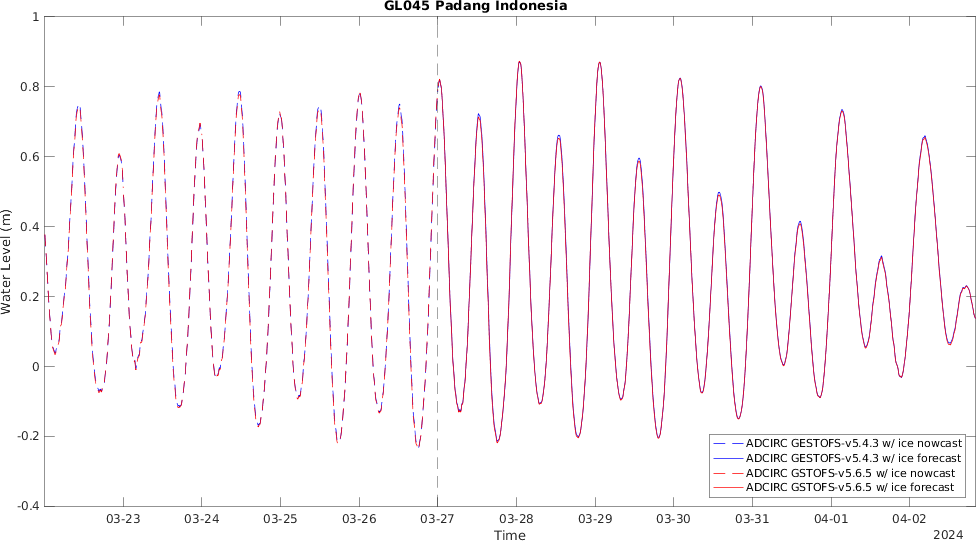 GL045 Padang Indonesia
1
0.8
0.6
0.4
0.2
0
-0.2
-0.4
Water Level (m)
ADCIRC GESTOFS-v5.4.3 w/ ice nowcast
ADCIRC GESTOFS-v5.4.3 w/ ice forecast
ADCIRC GSTOFS-v5.6.5 w/ ice nowcast
ADCIRC GSTOFS-v5.6.5 w/ ice forecast
03-23 03-24 03-25 03-26 03-27 03-28 03-29 03-30 03-31 04-01 04-02
Time
2024